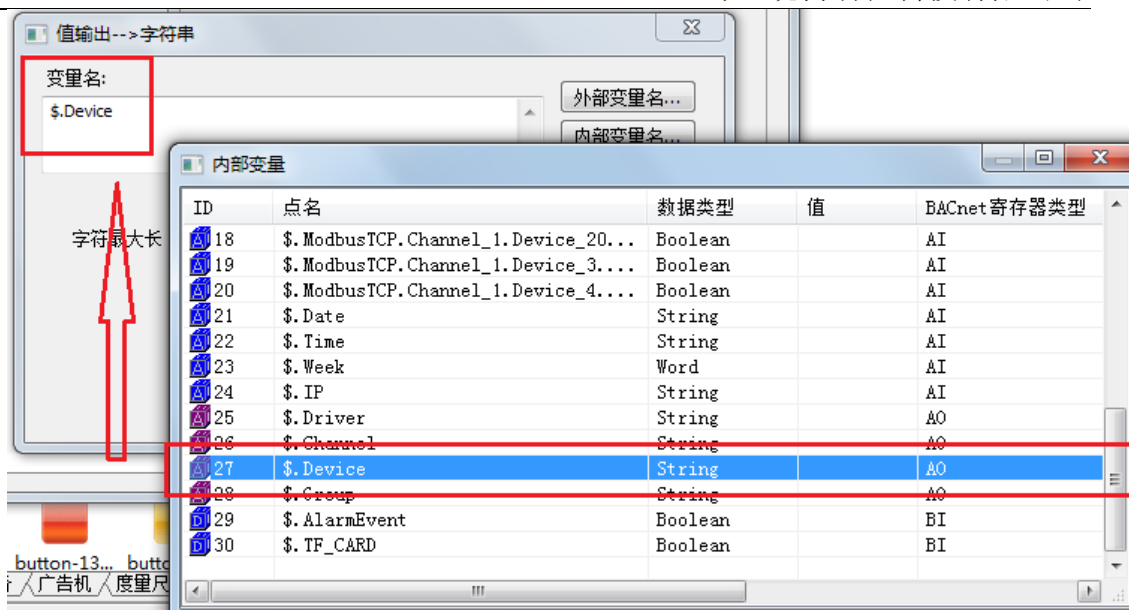 值输出-->字符串
变量名:
$.Device
外部变量名...
内部变量名...
字符最大长
内部变量
ID 点名 数据类型 值 BACnet寄存器类型
18 $.ModbusTCP.Channel_1.Device_20... Boolean AI
19 $.ModbusTCP.Channel_1.Device_3.... Boolean AI
20 $.ModbusTCP.Channel_1.Device_4.... Boolean AI
21 $.Date String AI
22 $.Time String AI
23 $.Week Word AI
24 $.IP String AI
25 $.Driver String AO
26 $.Channel String AO
27 $.Device String AO
28 $.Group String AO
29 $.AlarmEvent Boolean BI
30 $.TF_CARD Boolean BI
button-13... butto
广告机 度量尺